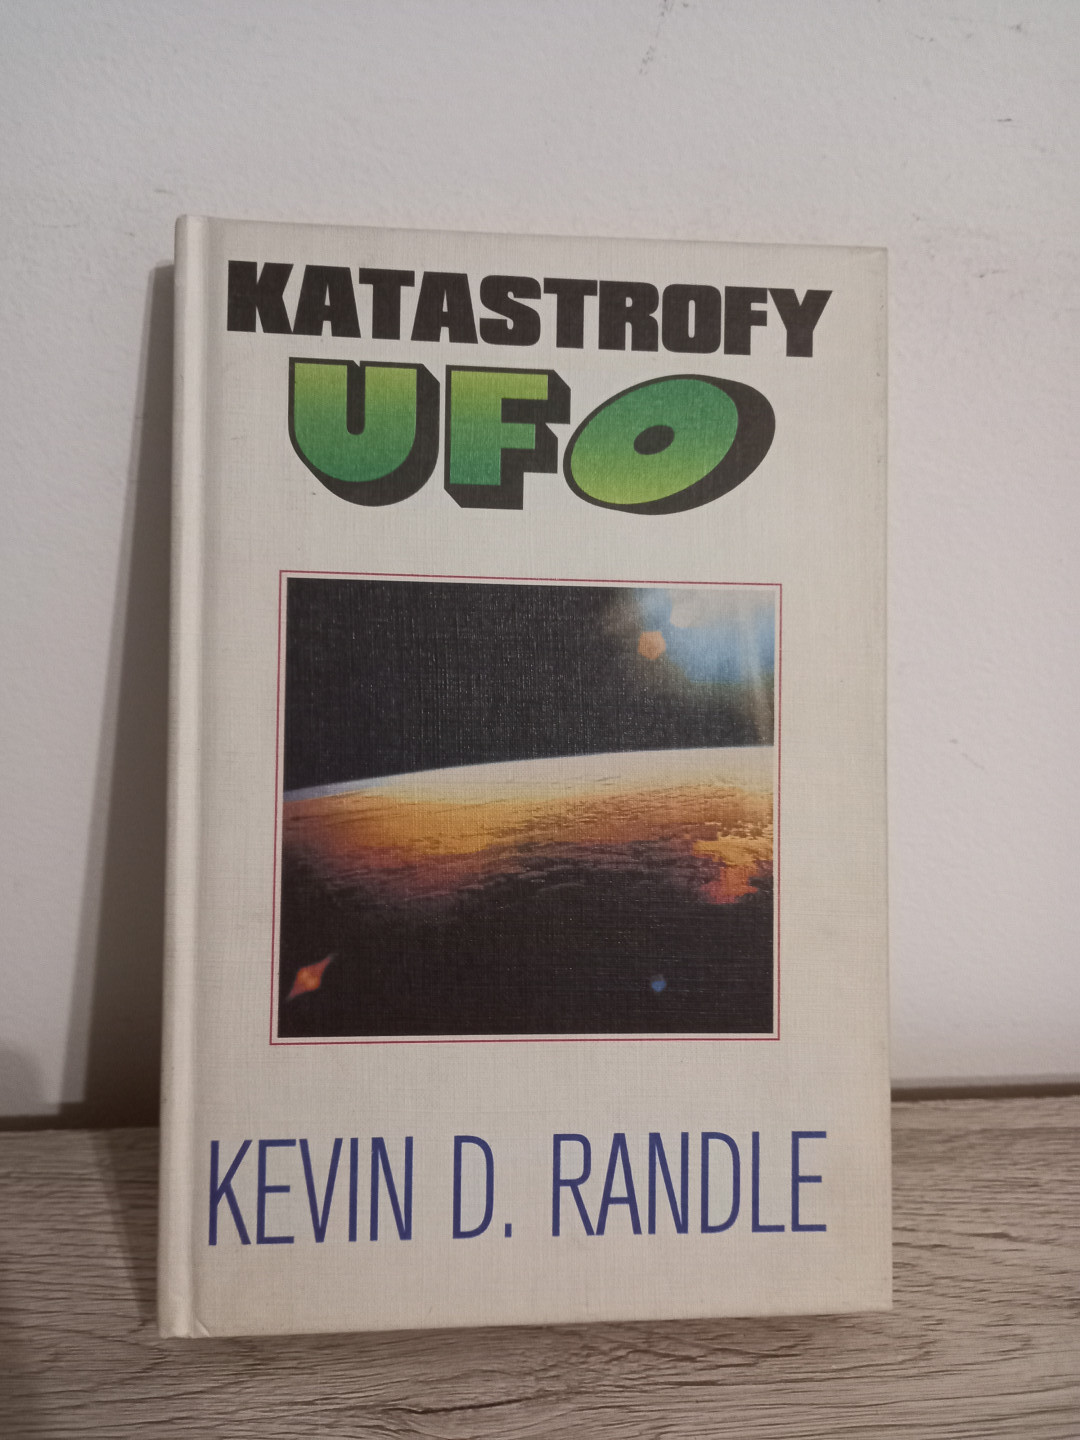 KATASTROFY
UFO
KEVIN D. RANDLE